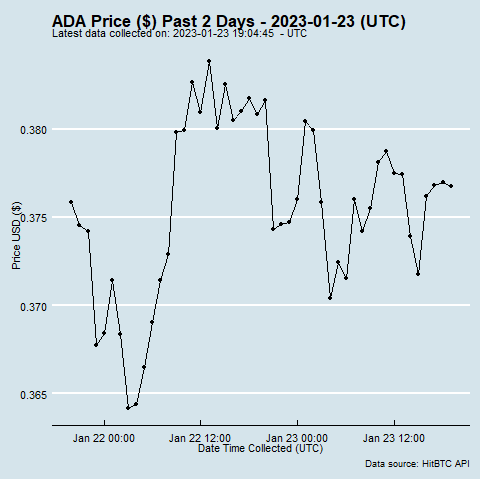 ADA Price ($) Past 2 Days - 2023-01-23 (UTC)
Latest data collected on: 2023-01-23 19:04:45 - UTC
0.380
0.375
0.370
0.365
Price USD ($)
Jan 22 00:00 Jan 22 12:00 Jan 23 00:00 Jan 23 12:00
Date Time Collected (UTC)
Data source: HitBTC API